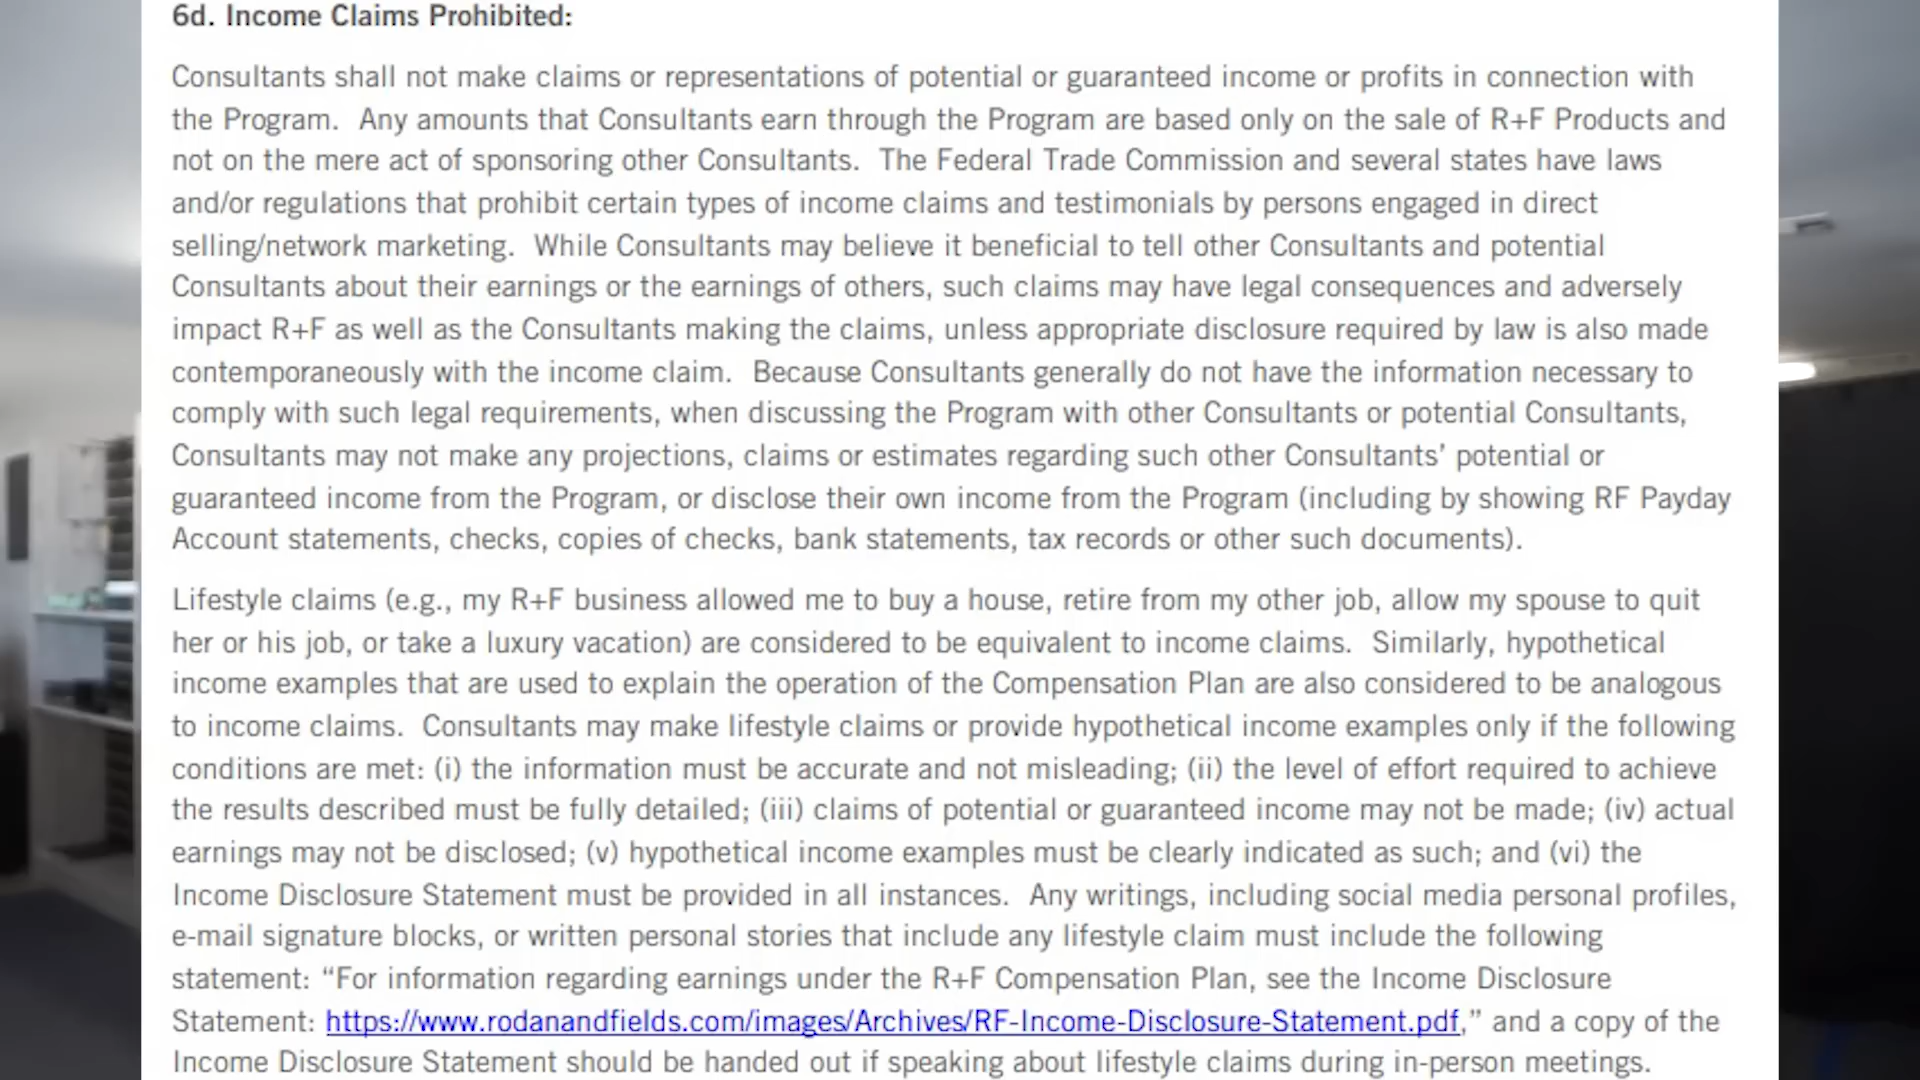 6d. Income Claims Prohibited:
Consultants shall not make claims or representations of potential or guaranteed income or profits in connection with
the Program.  Any amounts that Consultants earn through the Program are based only on the sale of R+F Products and
not on the mere act of sponsoring other Consultants.  The Federal Trade Commission and several states have laws
and/or regulations that prohibit certain types of income claims and testimonials by persons engaged in direct
selling/network marketing.  While Consultants may believe it beneficial to tell other Consultants and potential
Consultants about their earnings or the earnings of others, such claims may have legal consequences and adversely
impact R+F as well as the Consultants making the claims, unless appropriate disclosure required by law is also made
contemporaneously with the income claim.  Because Consultants generally do not have the information necessary to
comply with such legal requirements, when discussing the Program with other Consultants or potential Consultants,
Consultants may not make any projections, claims or estimates regarding such other Consultants’ potential or
guaranteed income from the Program, or disclose their own income from the Program (including by showing RF Payday
Account statements, checks, copies of checks, bank statements, tax records or other such documents).
Lifestyle claims (e.g., my R+F business allowed me to buy a house, retire from my other job, allow my spouse to quit
her or his job, or take a luxury vacation) are considered to be equivalent to income claims.  Similarly, hypothetical
income examples that are used to explain the operation of the Compensation Plan are also considered to be analogous
to income claims.  Consultants may make lifestyle claims or provide hypothetical income examples only if the following
conditions are met: (i) the information must be accurate and not misleading; (ii) the level of effort required to achieve
the results described must be fully detailed; (iii) claims of potential or guaranteed income may not be made; (iv) actual
earnings may not be disclosed; (v) hypothetical income examples must be clearly indicated as such; and (vi) the
Income Disclosure Statement must be provided in all instances.  Any writings, including social media personal profiles,
e-mail signature blocks, or written personal stories that include any lifestyle claim must include the following
statement: “For information regarding earnings under the R+F Compensation Plan, see the Income Disclosure
Statement: https://www.rodanandfields.com/images/Archives/RF-Income-Disclosure-Statement.pdf,” and a copy of the
Income Disclosure Statement should be handed out if speaking about lifestyle claims during in-person meetings.